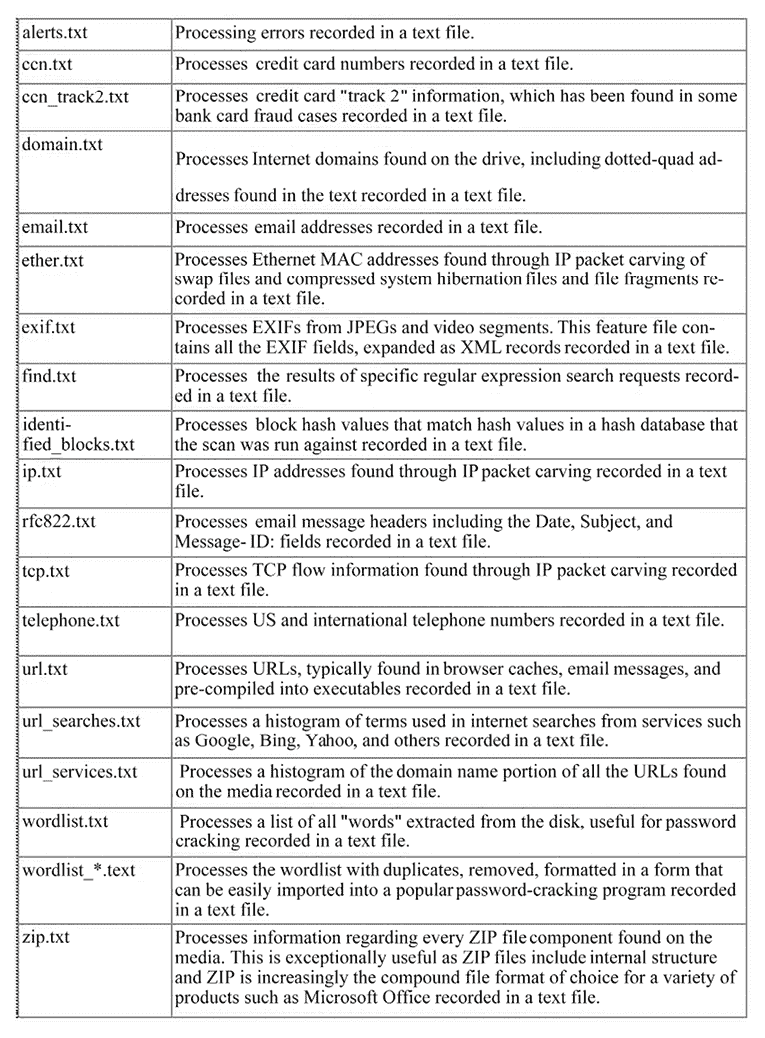 alerts.txt
Processing errors recorded in a text file.
ccn.txt
Processes credit card numbers recorded in a text file.
ccn_track2.txt
Processes credit card "track 2" information, which has been found in some
bank card fraud cases recorded in a text file.
domain.txt
Processes Internet domains found on the drive, including dotted-quad ad-
dresses found in the text recorded in a text file.
email.txt
Processes email addresses recorded in a text file.
ether.txt
Processes Ethernet MAC addresses found through IP packet carving of
swap files and compressed system hibernation files and file fragments re-
corded in a text file.
exif.txt
Processes EXIFs from JPEGs and video segments. This feature file con-
tains all the EXIF fields, expanded as XML records recorded in a text file.
find.txt
Processes the results of specific regular expression search requests record-
ed in a text file.
identi-
fied_blocks.txt
Processes block hash values that match hash values in a hash database that
the scan was run against recorded in a text file.
ip.txt
Processes IP addresses found through IP packet carving recorded in a text
file.
rfc822.txt
Processes email message headers including the Date, Subject, and
Message- ID: fields recorded in a text file.
tcp.txt
Processes TCP flow information found through IP packet carving recorded
in a text file.
telephone.txt
Processes US and international telephone numbers recorded in a text file.
url.txt
Processes URLs, typically found in browser caches, email messages, and
pre-compiled into executables recorded in a text file.
url_searches.txt
Processes a histogram of terms used in internet searches from services such
as Google, Bing, Yahoo, and others recorded in a text file.
url_services.txt
Processes a histogram of the domain name portion of all the URLs found
on the media recorded in a text file.
wordlist.txt
Processes a list of all "words" extracted from the disk, useful for password
cracking recorded in a text file.
wordlist_*.text
Processes the wordlist with duplicates, removed, formatted in a form that
can be easily imported into a popular password-cracking program recorded
in a text file.
zip.txt
Processes information regarding every ZIP file component found on the
media. This is exceptionally useful as ZIP files include internal structure
and ZIP is increasingly the compound file format of choice for a variety of
products such as Microsoft Office recorded in a text file.